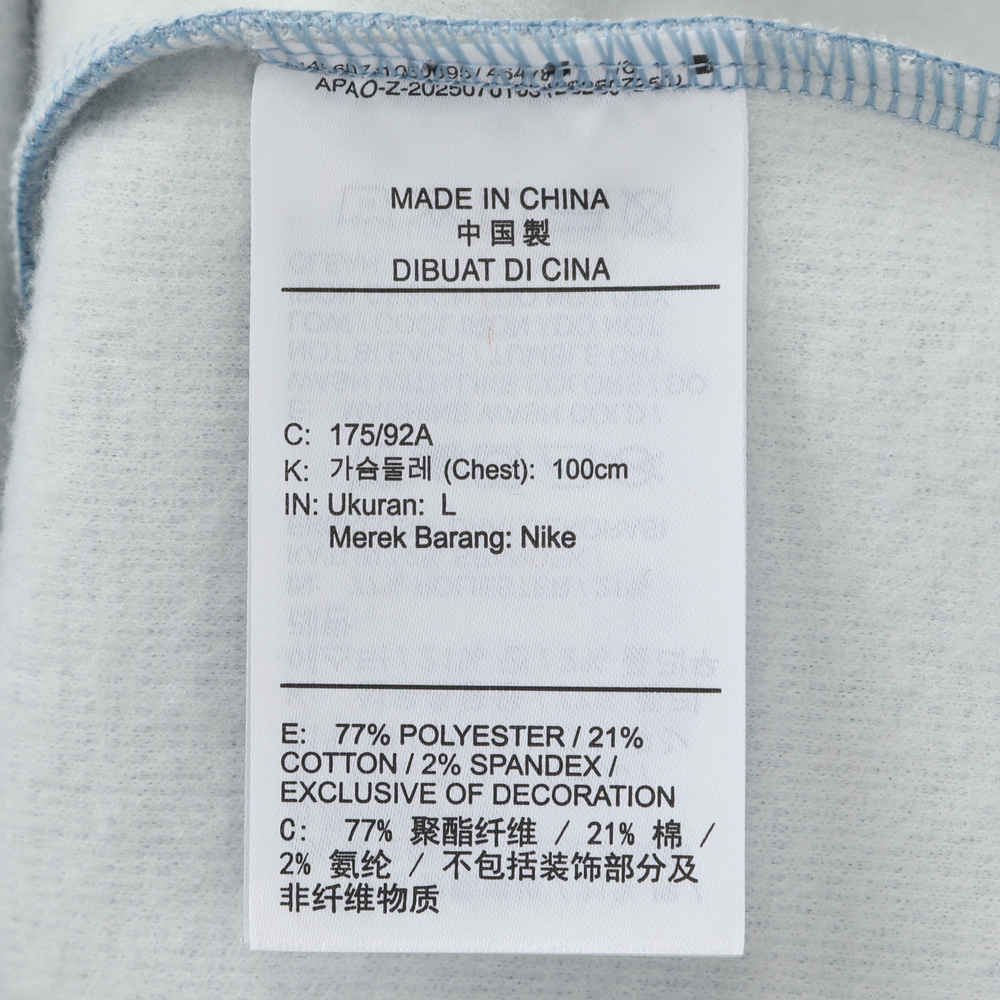 MADE IN CHINA
中国製
DIBUAT DI CINA
C: 175/92A
K: 가슴둘레 (Chest): 100cm
IN: Ukuran: L
Merek Barang: Nike
E: 77% POLYESTER / 21%
COTTON / 2% SPANDEX /
EXCLUSIVE OF DECORATION
C: 77% 聚酯纤维 / 21% 棉 /
2% 氨纶 / 不包括装饰部分及
非纤维物质